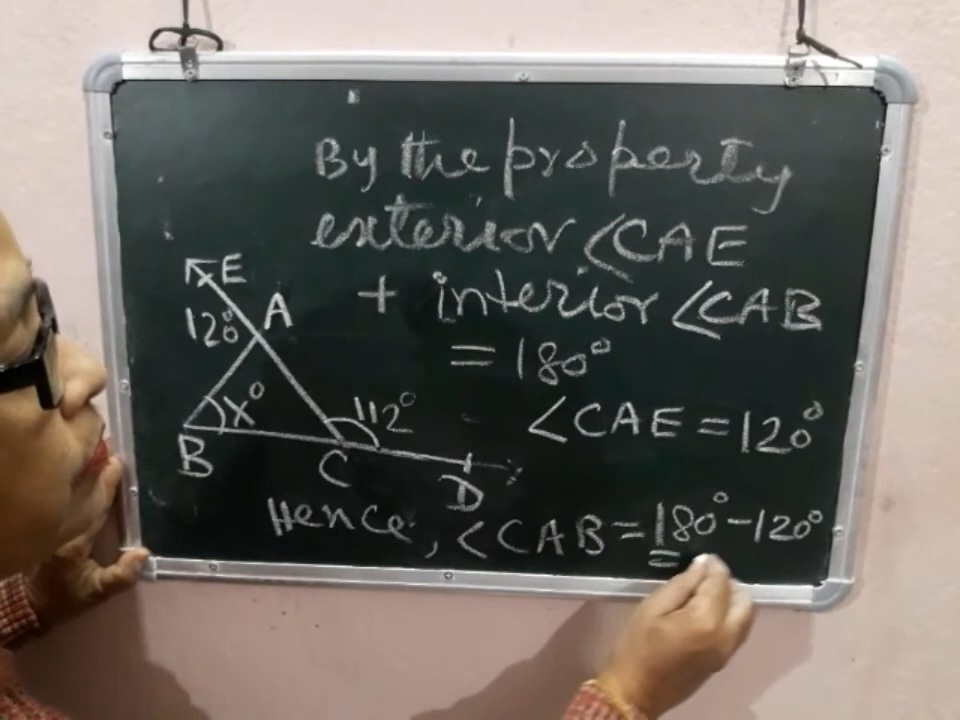 By the property
exterior ∠CAE
+ interior ∠CAB
= 180°
∠CAE = 120°
Hence, ∠CAB = 180° - 120°
=
E
A
120°
x°
112°
B
C
D